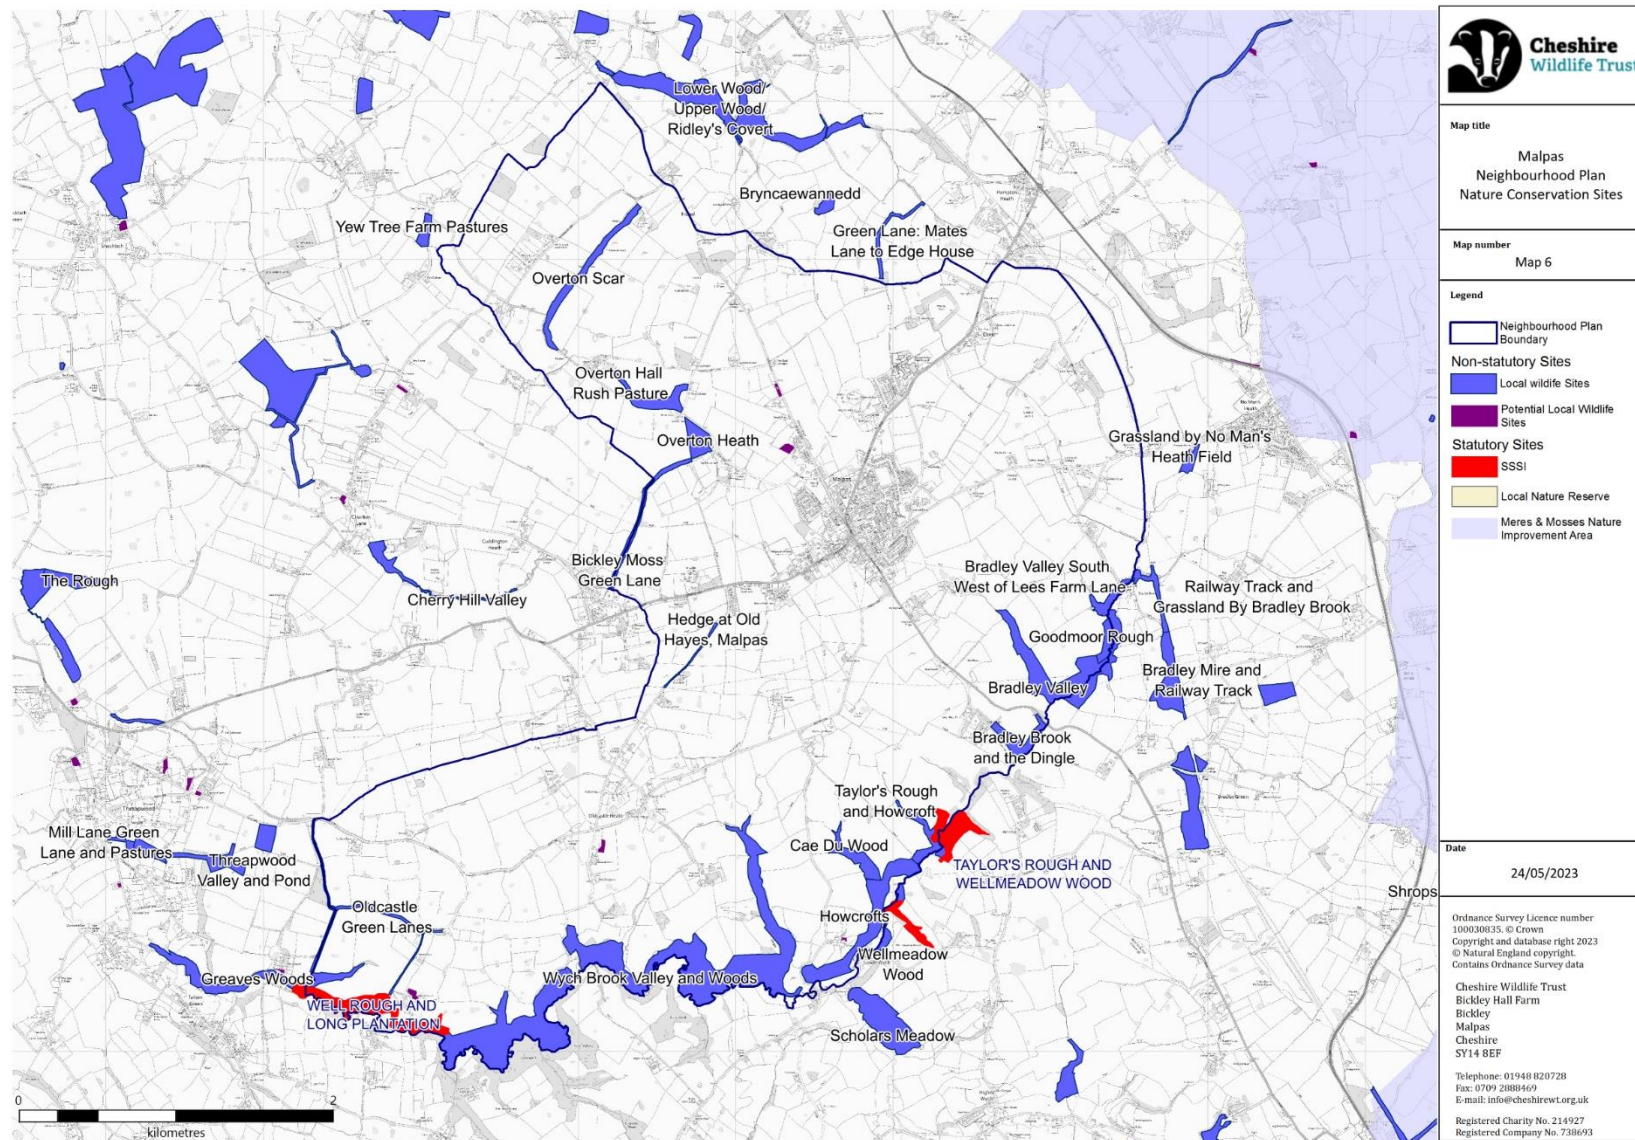 Lower Wood/
Upper Wood/
Ridley's Covert
Bryncaewannedd
Yew Tree Farm Pastures
Green Lane: Mates
Lane to Edge House
Overton Scar
Overton Hall
Rush Pasture
Overton Heath
Grassland by No Man's
Heath Field
Malpas
Bickley Moss
Green Lane
Bradley Valley South
West of Lees Farm Lane
The Rough
Cherry Hill Valley
Railway Track and
Grassland By Bradley Brook
Hedge at Old
Hayes, Malpas
Goodmoor Rough
Bradley Mire and
Railway Track
Bradley Valley
Bradley Brook
and the Dingle
Taylor's Rough
and Howcroft
Mill Lane Green
Lane and Pastures
Cae Du Wood
Threapwood
Valley and Pond
TAYLOR'S ROUGH AND
WELLMEADOW WOOD
Shrops
Oldcastle
Green Lanes
Howcrofts
Wellmeadow
Wood
Greaves Woods
Wych Brook Valley and Woods
WELL ROUGH AND
LONG PLANTATION
Scholars Meadow
0 2
kilometres
Cheshire
Wildlife Trust
Map title
Malpas
Neighbourhood Plan
Nature Conservation Sites
Map number
Map 6
Legend
Neighbourhood Plan
Boundary
Non-statutory Sites
Local wildife Sites
Potential Local Wildlife
Sites
Statutory Sites
SSSI
Local Nature Reserve
Meres & Mosses Nature
Improvement Area
Date
24/05/2023
Ordnance Survey Licence number
100030835. © Crown
Copyright and database right 2023
© Natural England copyright.
Contains Ordnance Survey data
Cheshire Wildlife Trust
Bickley Hall Farm
Bickley
Malpas
Cheshire
SY14 8EF
Telephone: 01948 820728
Fax: 0709 2888469
E-mail: info@cheshirewt.org.uk
Registered Charity No. 214927
Registered Company No. 738693